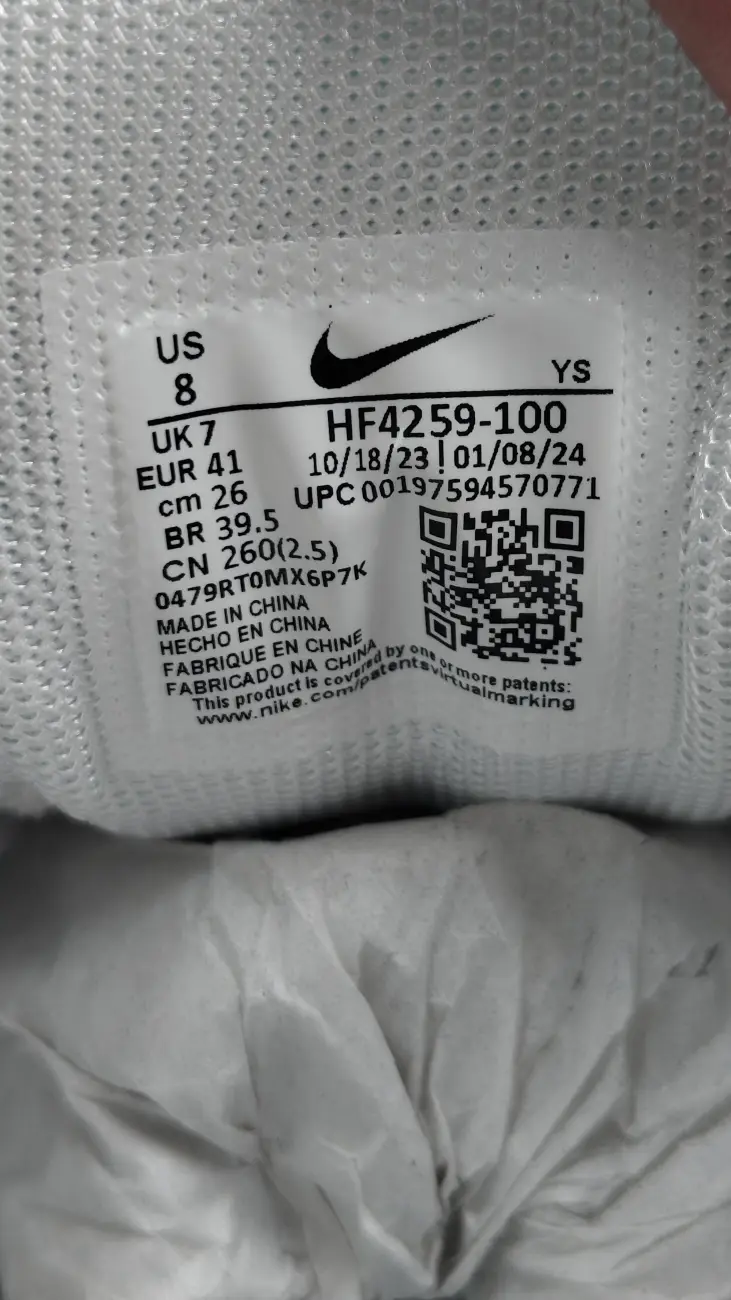 US
8
YS
UK 7
EUR 41
cm 26
BR 39.5
CN 260(2.5)
0479RT0MX6P7K
HF4259-100
10/18/23 | 01/08/24
UPC 00197594570771
MADE IN CHINA
HECHO EN CHINA
FABRIQUE EN CHINE
FABRICADO NA CHINA
This product is covered by one or more patents:
www.nike.com/patentsvirtualmarking